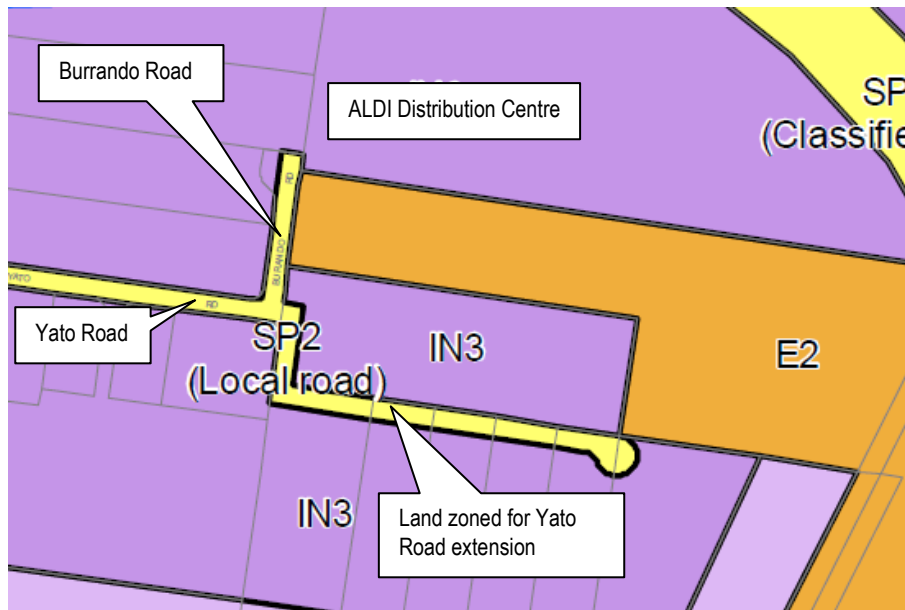 Burrando Road
ALDI Distribution Centre
SP
(Classifie
RD
BURANDO
YATO
RD
Yato Road
SP2
(Local road)
IN3
E2
IN3
Land zoned for Yato
Road extension